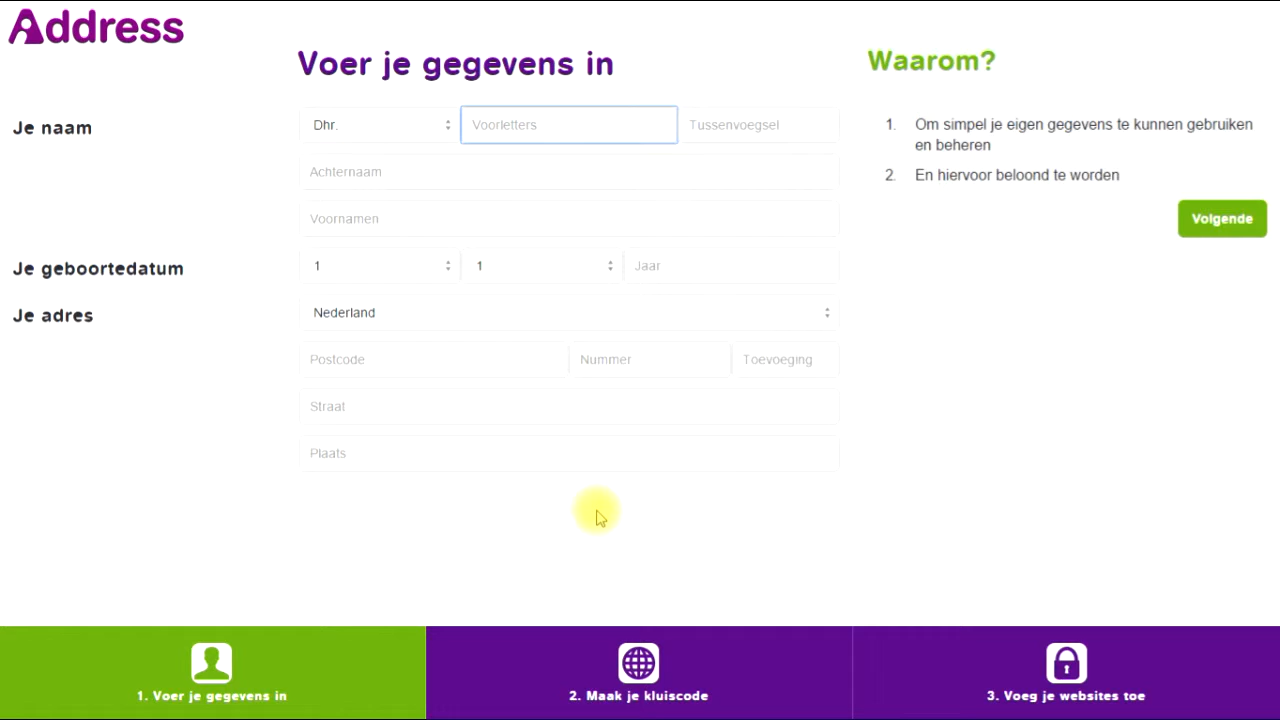 Address
Voer je gegevens in
Waarom?
Je naam
Dhr. Voorletters Tussenvoegsel
Achternaam
Voornamen
1. Om simpel je eigen gegevens te kunnen gebruiken
en beheren
2. En hiervoor beloond te worden
Volgende
Je geboortedatum
1 1 Jaar
Je adres
Nederland
Postcode Nummer Toevoeging
Straat
Plaats
1. Voer je gegevens in
2. Maak je kluiscode
3. Voeg je websites toe